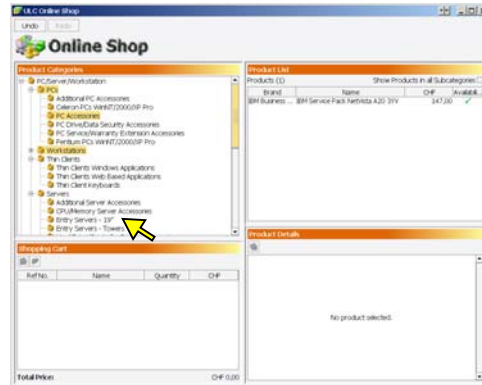 ULC Online Shop
Undo Redo
Online Shop
Product Categories
PC/Server/Workstation
PCs
Additional PC Accessories
Celeron PCs WinNT/2000/XP Pro
PC Accessories
PC Drive/Data Security Accessories
PC Service/Warranty Extension Accessories
Pentium PCs WinNT/2000/XP Pro
Workstations
Thin Clients
Thin Clients Windows Applications
Thin Clients Web Based Applications
Thin Client Keyboards
Servers
Additional Server Accessories
CPU/Memory Server Accessories
Entry Servers - 19"
Entry Servers - Towers
Product List
Products (1) Show Products in all Subcategories
Brand Name CHF Availabil...
IBM Business ... IBM Service Pack Netvista A20 3YV 347,00
Shopping Cart
Ref No. Name Quantity CHF
Total Price: CHF 0,00
Product Details
No product selected.